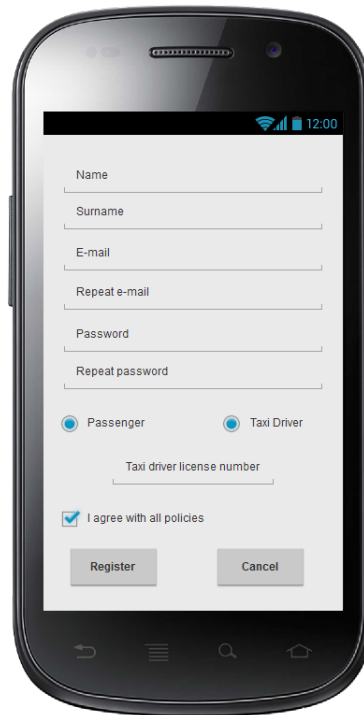 12:00
Name
Surname
E-mail
Repeat e-mail
Password
Repeat password
Passenger Taxi Driver
Taxi driver license number
I agree with all policies
Register Cancel